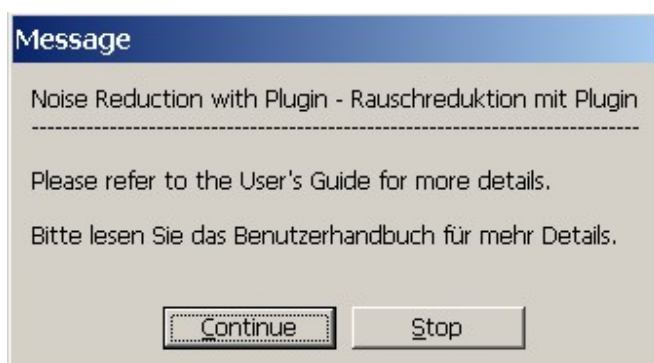 Message
Noise Reduction with Plugin - Rauschreduktion mit Plugin
--------------------------------------------------------------------------------
Please refer to the User's Guide for more details.
Bitte lesen Sie das Benutzerhandbuch für mehr Details.
Continue Stop